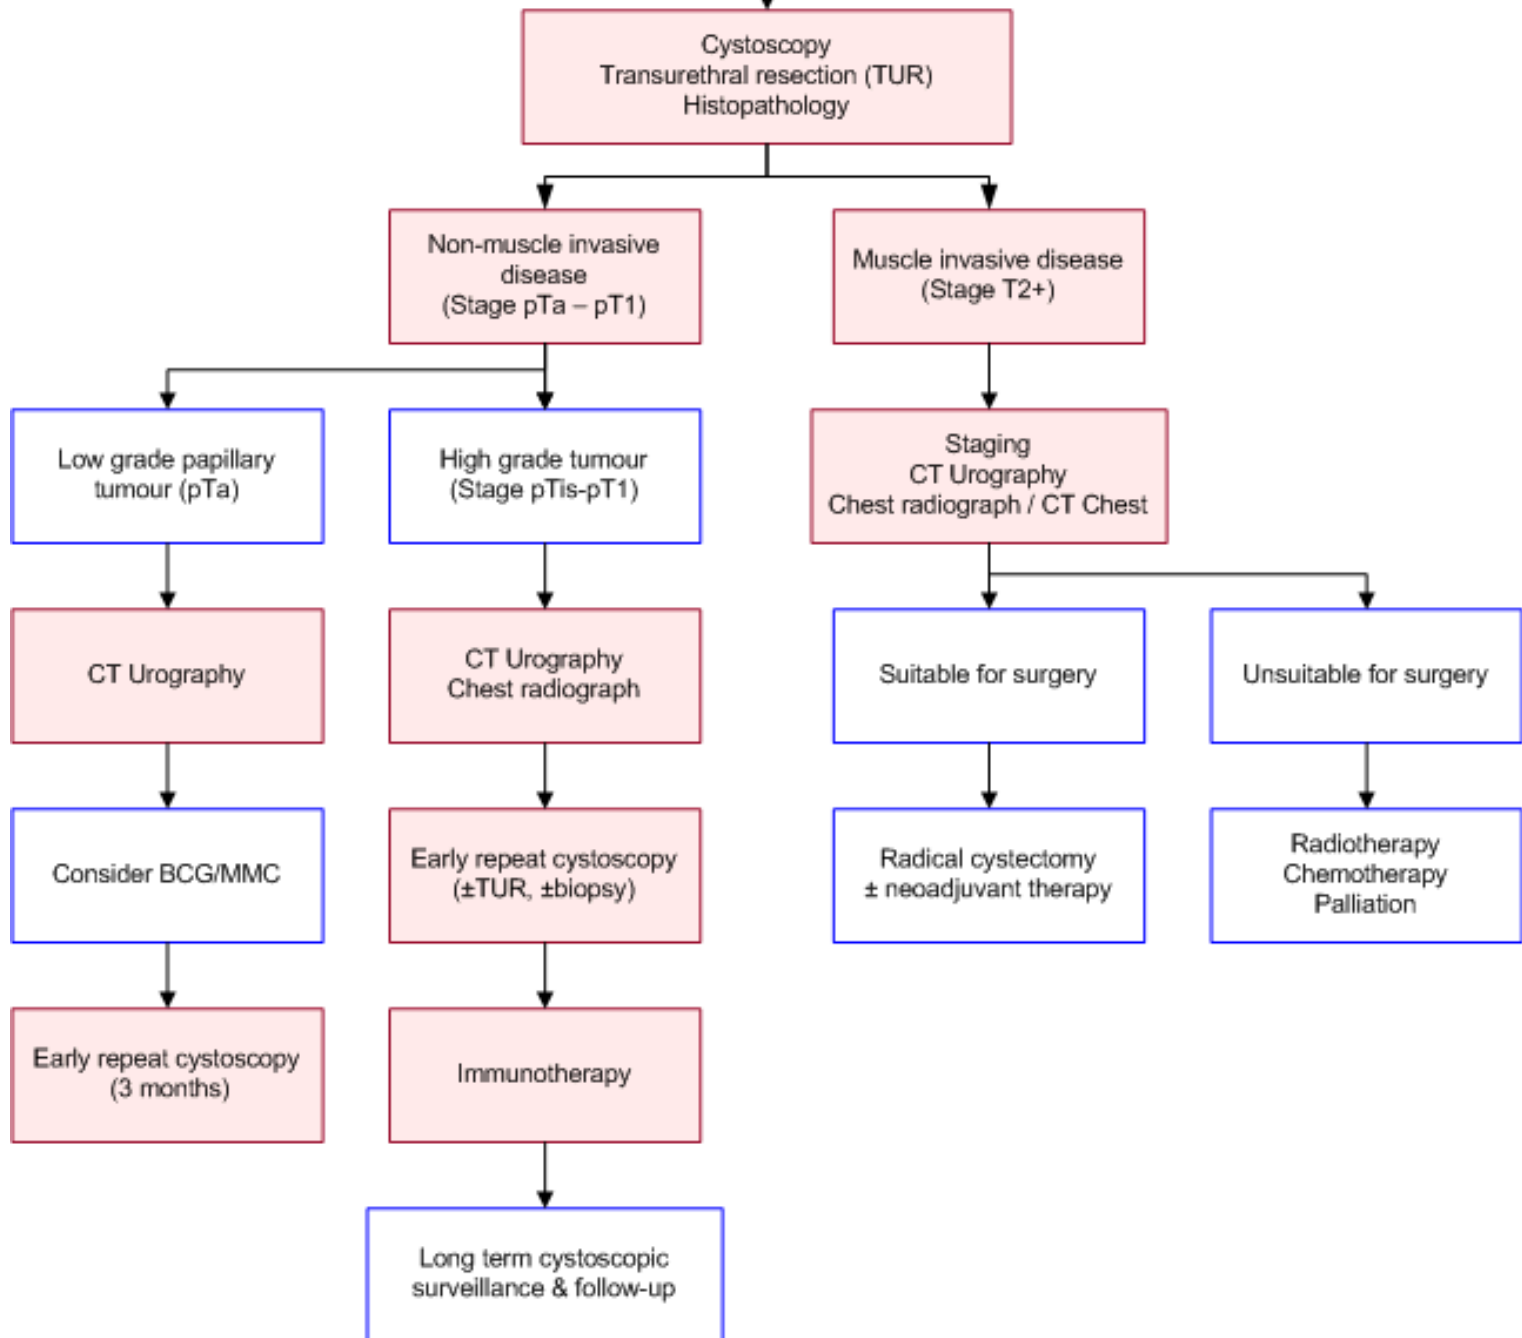 Cystoscopy
Transurethral resection (TUR)
Histopathology
Non-muscle invasive
disease
(Stage pTa – pT1)
Muscle invasive disease
(Stage T2+)
Low grade papillary
tumour (pTa)
High grade tumour
(Stage pTis-pT1)
Staging
CT Urography
Chest radiograph / CT Chest
CT Urography
CT Urography
Chest radiograph
Suitable for surgery
Unsuitable for surgery
Consider BCG/MMC
Early repeat cystoscopy
(±TUR, ±biopsy)
Radical cystectomy
± neoadjuvant therapy
Radiotherapy
Chemotherapy
Palliation
Early repeat cystoscopy
(3 months)
Immunotherapy
Long term cystoscopic
surveillance & follow-up